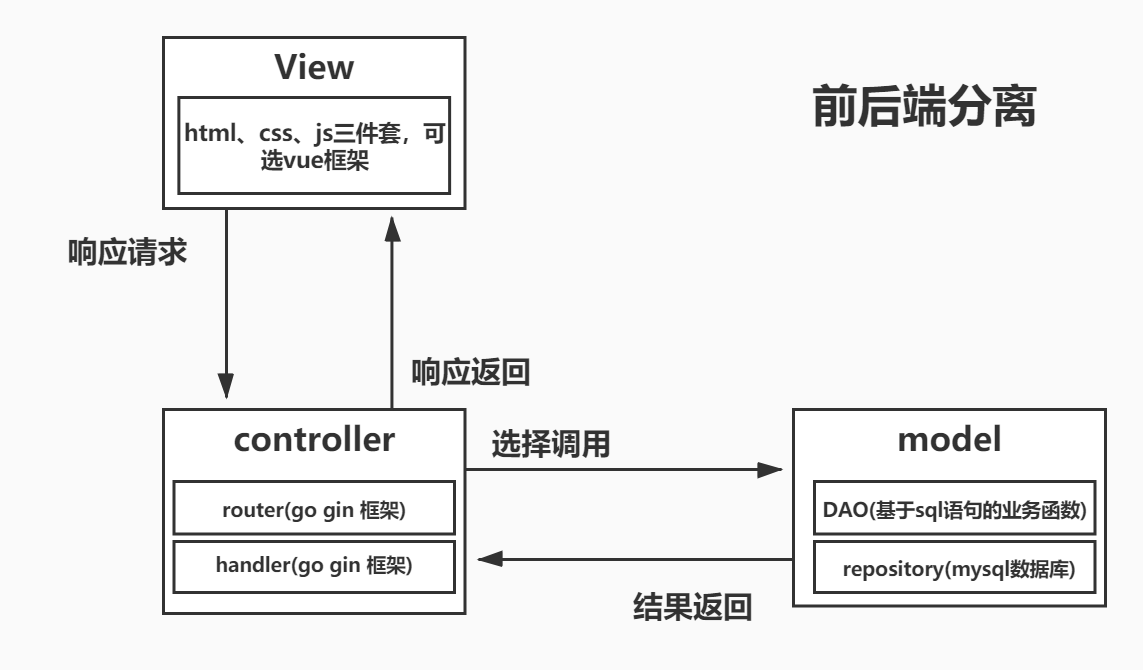 View
前后端分离
html、css、js三件套，可
选vue框架
响应请求
响应返回
controller
选择调用
model
router(go gin 框架)
DAO(基于sql语句的业务函数)
handler(go gin 框架)
repository(mysql数据库)
结果返回